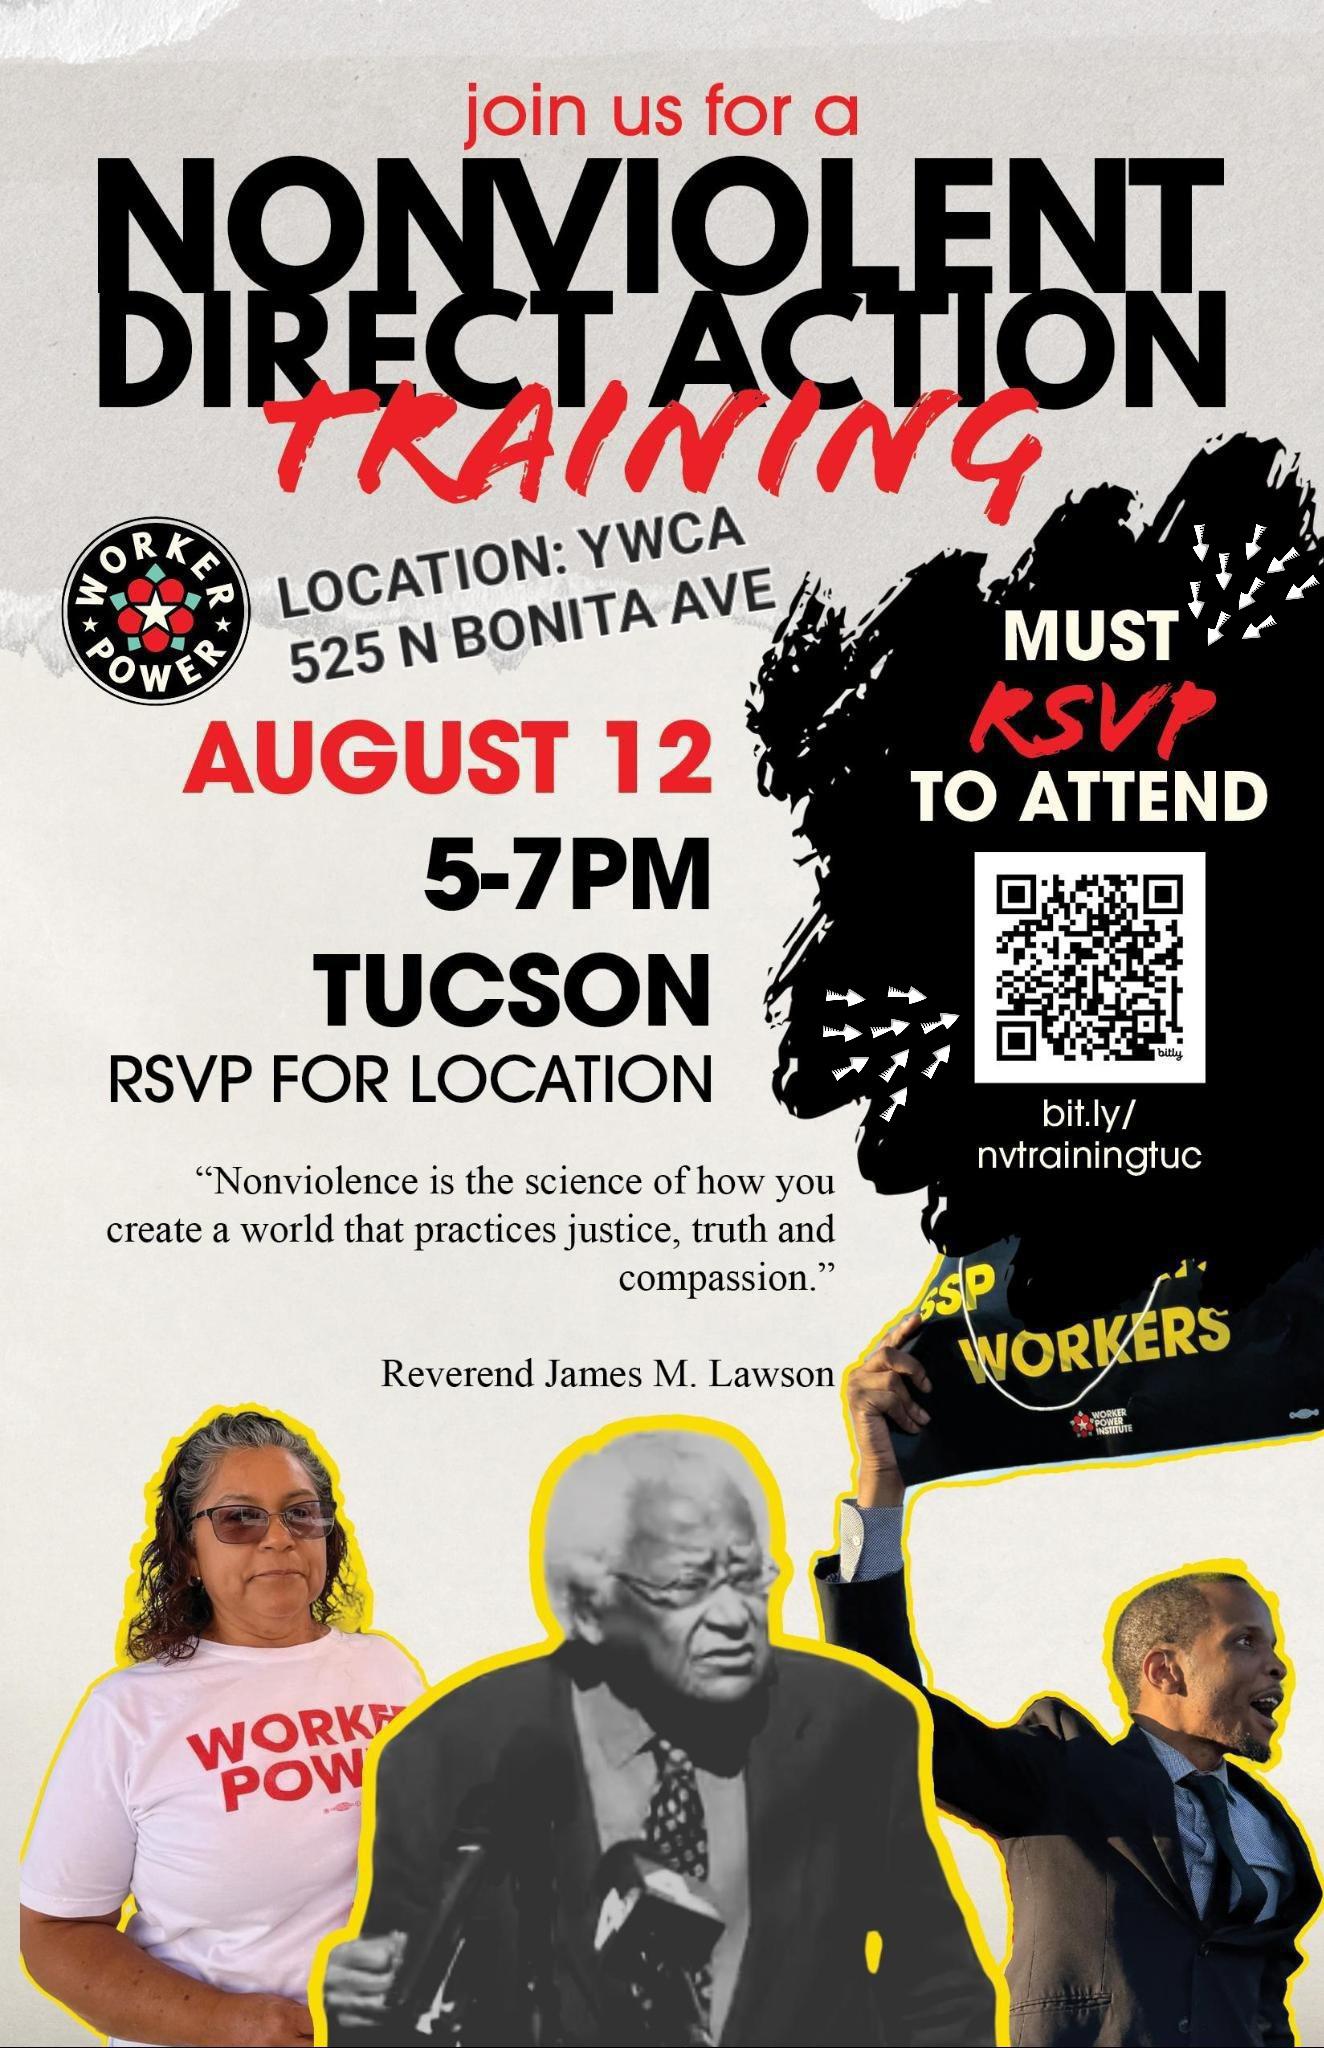 join us for a
NONVIOLENT
DIRECT ACTION
TRAINING
WORKER
POWER
LOCATION: YWCA
525 N BONITA AVE
AUGUST 12
5-7PM
TUCSON
RSVP FOR LOCATION
MUST
RSVP
TO ATTEND
bitly
bit.ly/
nvtrainingtuc
“Nonviolence is the science of how you
create a world that practices justice, truth and
compassion.”
Reverend James M. Lawson
SSP
WORKERS
WORKER
POWER
INSTITUTE
WORKE
POW